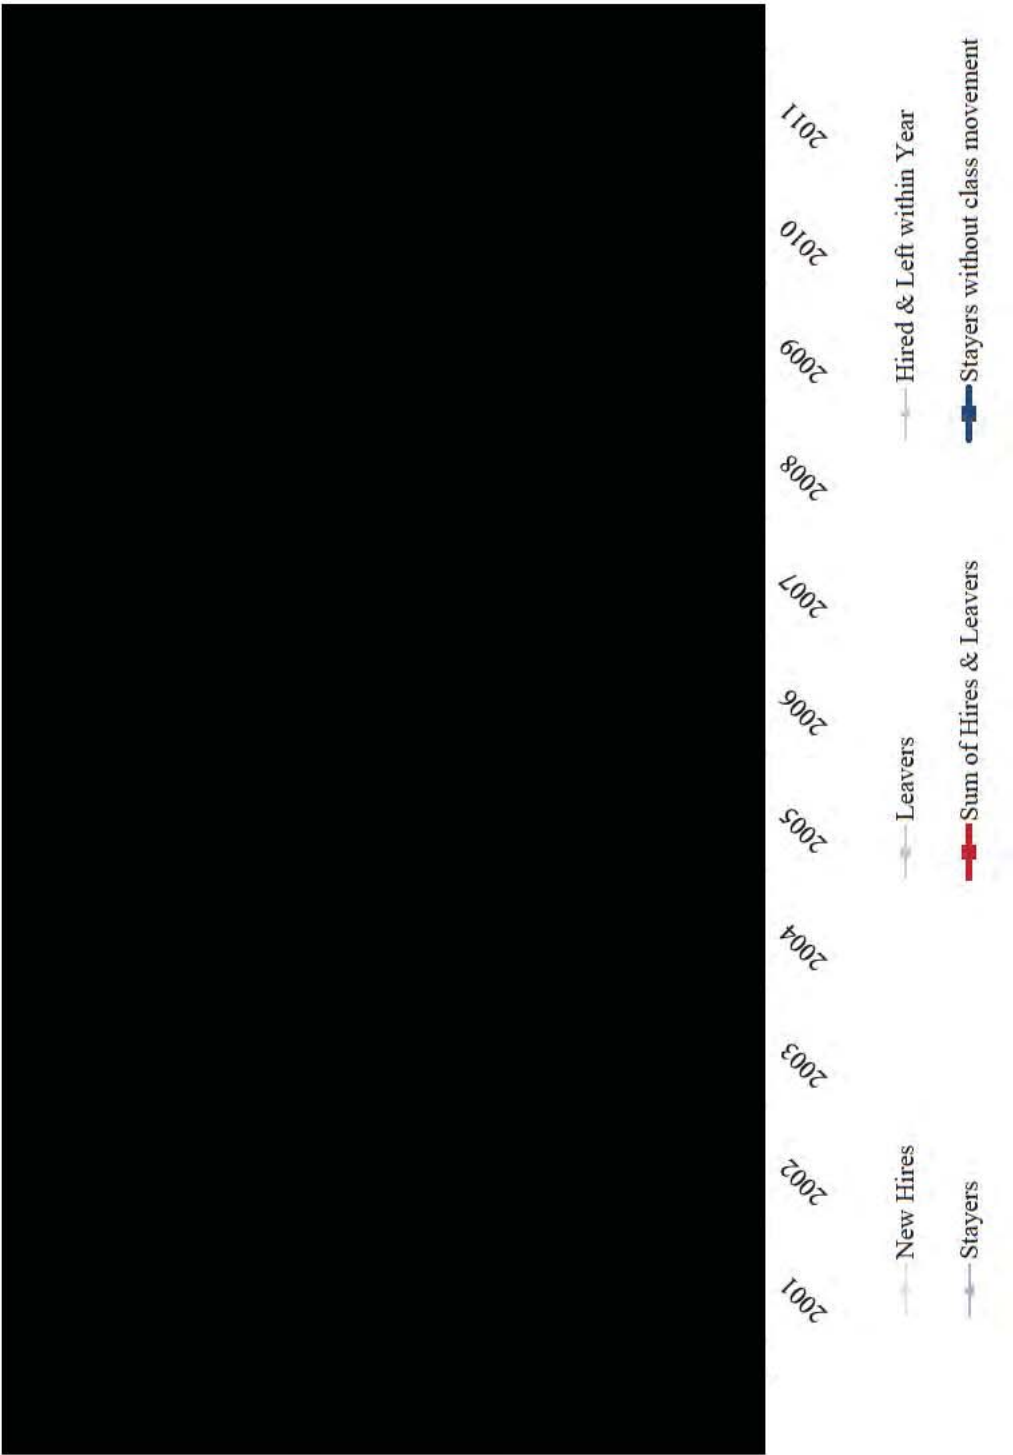 2001 2002 2003 2004 2005 2006 2007 2008 2009 2010 2011
New Hires Leavers Hired & Left within Year
Stayers Sum of Hires & Leavers Stayers without class movement